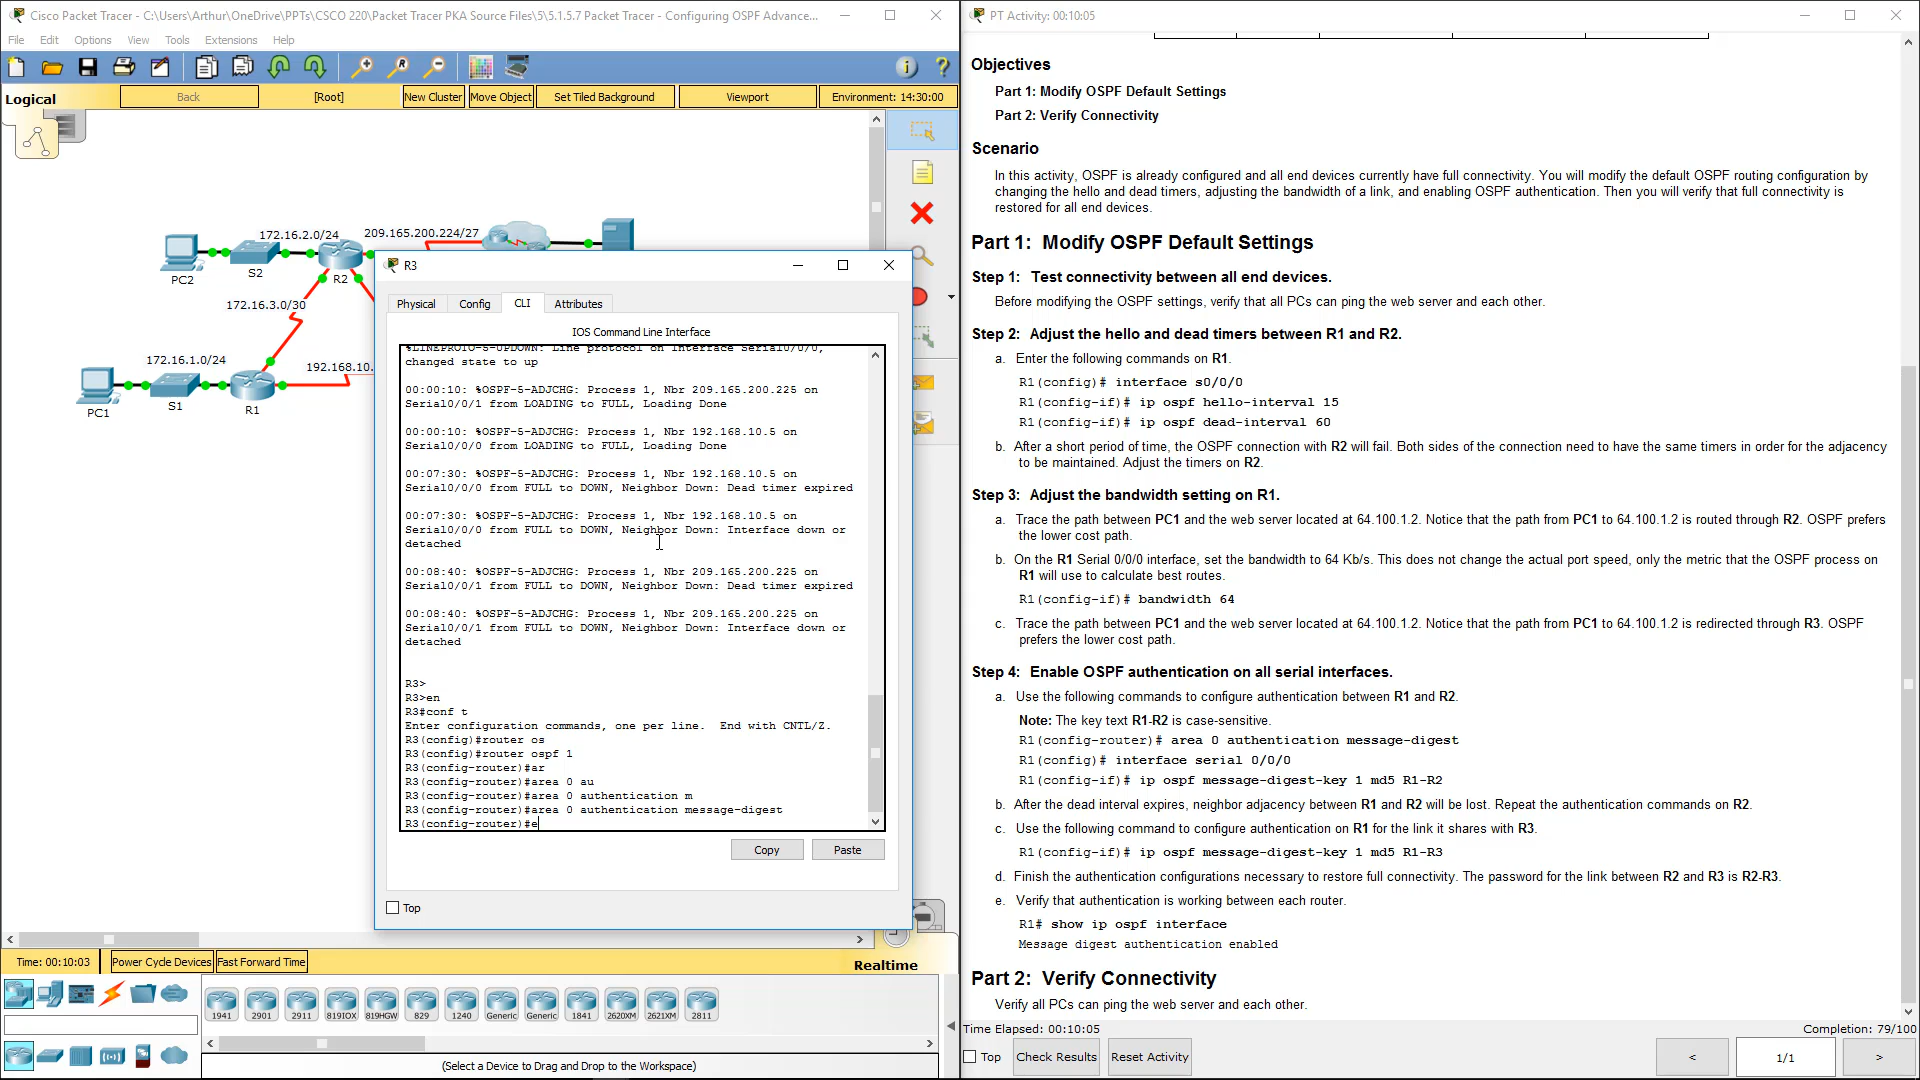 Cisco Packet Tracer - C:\Users\Arthur\OneDrive\PPTs\CSCO 220\Packet Tracer PKA Source Files\5\5.1.5.7 Packet Tracer - Configuring OSPF Advance...
File Edit Options View Tools Extensions Help
Logical
Back
[Root]
New Cluster
Move Object
Set Tiled Background
Viewport
Environment: 14:30:00
172.16.2.0/24
209.165.200.224/27
PC2
S2
R2
172.16.3.0/30
172.16.1.0/24
192.168.10.
PC1
S1
R1
R3
Physical
Config
CLI
Attributes
IOS Command Line Interface
%LINEPROTO-5-UPDOWN: Line protocol on Interface Serial0/0/0,
changed state to up
00:00:10: %OSPF-5-ADJCHG: Process 1, Nbr 209.165.200.225 on
Serial0/0/1 from LOADING to FULL, Loading Done
00:00:10: %OSPF-5-ADJCHG: Process 1, Nbr 192.168.10.5 on
Serial0/0/0 from LOADING to FULL, Loading Done
00:07:30: %OSPF-5-ADJCHG: Process 1, Nbr 192.168.10.5 on
Serial0/0/0 from FULL to DOWN, Neighbor Down: Dead timer expired
00:07:30: %OSPF-5-ADJCHG: Process 1, Nbr 192.168.10.5 on
Serial0/0/0 from FULL to DOWN, Neighbor Down: Interface down or
detached
00:08:40: %OSPF-5-ADJCHG: Process 1, Nbr 209.165.200.225 on
Serial0/0/1 from FULL to DOWN, Neighbor Down: Dead timer expired
00:08:40: %OSPF-5-ADJCHG: Process 1, Nbr 209.165.200.225 on
Serial0/0/1 from FULL to DOWN, Neighbor Down: Interface down or
detached
R3>
R3>en
R3#conf t
Enter configuration commands, one per line. End with CNTL/Z.
R3(config)#router os
R3(config)#router ospf 1
R3(config-router)#ar
R3(config-router)#area 0 au
R3(config-router)#area 0 authentication m
R3(config-router)#area 0 authentication message-digest
R3(config-router)#e
Copy
Paste
Top
Time: 00:10:03
Power Cycle Devices
Fast Forward Time
Realtime
1941 2901 2911 819IOX 819HGW 829 1240 Generic Generic 1841 2620XM 2621XM 2811
(Select a Device to Drag and Drop to the Workspace)
PT Activity: 00:10:05
Objectives
Part 1: Modify OSPF Default Settings
Part 2: Verify Connectivity
Scenario
In this activity, OSPF is already configured and all end devices currently have full connectivity. You will modify the default OSPF routing configuration by
changing the hello and dead timers, adjusting the bandwidth of a link, and enabling OSPF authentication. Then you will verify that full connectivity is
restored for all end devices.
Part 1: Modify OSPF Default Settings
Step 1: Test connectivity between all end devices.
Before modifying the OSPF settings, verify that all PCs can ping the web server and each other.
Step 2: Adjust the hello and dead timers between R1 and R2.
a. Enter the following commands on R1.
R1(config)# interface s0/0/0
R1(config-if)# ip ospf hello-interval 15
R1(config-if)# ip ospf dead-interval 60
b. After a short period of time, the OSPF connection with R2 will fail. Both sides of the connection need to have the same timers in order for the adjacency
to be maintained. Adjust the timers on R2.
Step 3: Adjust the bandwidth setting on R1.
a. Trace the path between PC1 and the web server located at 64.100.1.2. Notice that the path from PC1 to 64.100.1.2 is routed through R2. OSPF prefers
the lower cost path.
b. On the R1 Serial 0/0/0 interface, set the bandwidth to 64 Kb/s. This does not change the actual port speed, only the metric that the OSPF process on
R1 will use to calculate best routes.
R1(config-if)# bandwidth 64
c. Trace the path between PC1 and the web server located at 64.100.1.2. Notice that the path from PC1 to 64.100.1.2 is redirected through R3. OSPF
prefers the lower cost path.
Step 4: Enable OSPF authentication on all serial interfaces.
a. Use the following commands to configure authentication between R1 and R2.
Note: The key text R1-R2 is case-sensitive.
R1(config-router)# area 0 authentication message-digest
R1(config)# interface serial 0/0/0
R1(config-if)# ip ospf message-digest-key 1 md5 R1-R2
b. After the dead interval expires, neighbor adjacency between R1 and R2 will be lost. Repeat the authentication commands on R2.
c. Use the following command to configure authentication on R1 for the link it shares with R3.
R1(config-if)# ip ospf message-digest-key 1 md5 R1-R3
d. Finish the authentication configurations necessary to restore full connectivity. The password for the link between R2 and R3 is R2-R3.
e. Verify that authentication is working between each router.
R1# show ip ospf interface
Message digest authentication enabled
Part 2: Verify Connectivity
Verify all PCs can ping the web server and each other.
Time Elapsed: 00:10:05
Completion: 79/100
Top
Check Results
Reset Activity
<
1/1
>